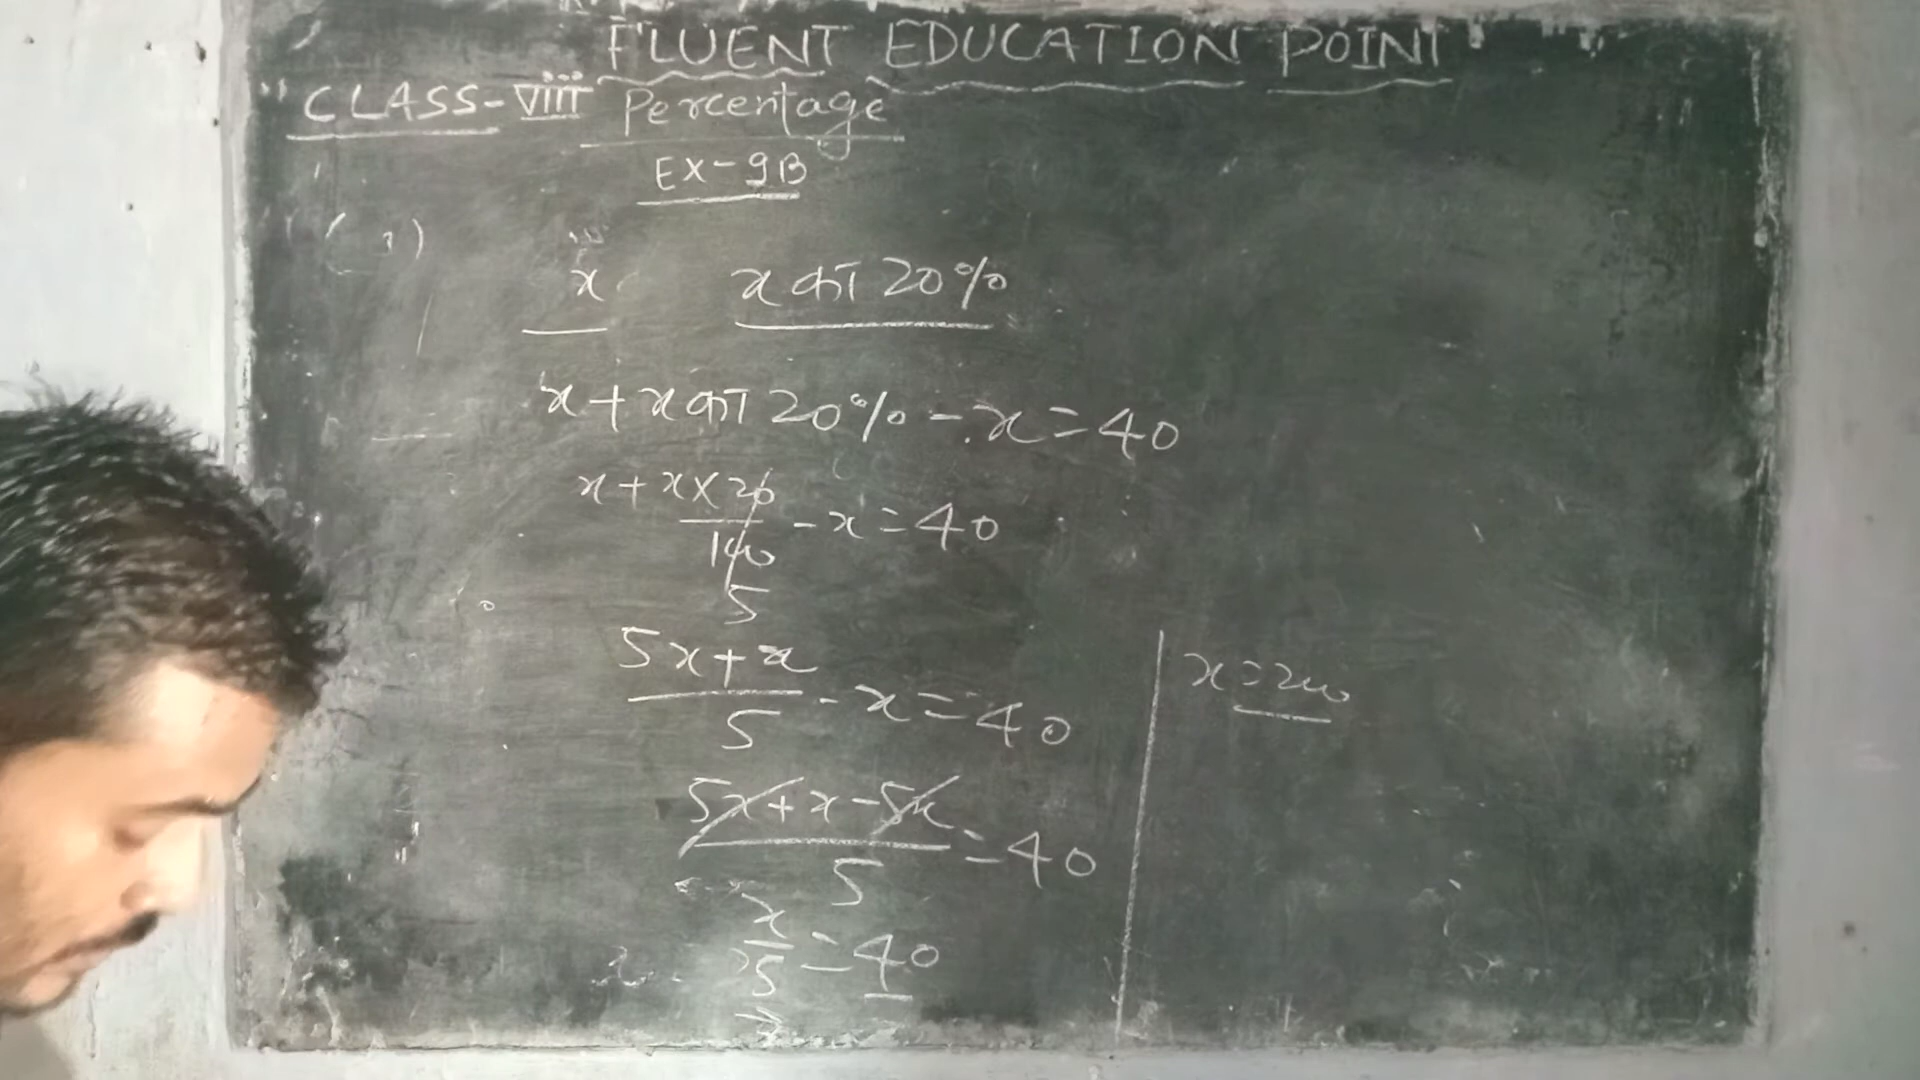 FLUENT EDUCATION POINT
CLASS-VIII Percentage
EX-9B
(1)
x x का 20%
x + x का 20% - x = 40
x + x × 20
100
- x = 40
5
5x + x
5
- x = 40
5x + x - 5x
5
= 40
x
5
= 40
x = 200